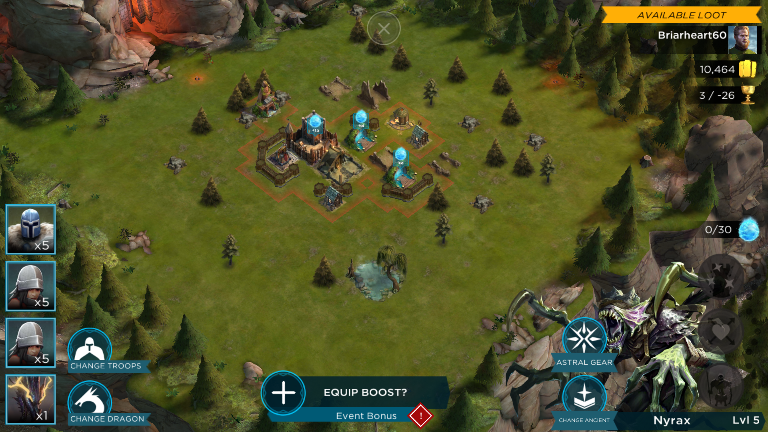 AVAILABLE LOOT
Briarheart60
10,464
3 / -26
0/30
x5
x5
x5
x1
CHANGE TROOPS
CHANGE DRAGON
EQUIP BOOST?
Event Bonus
ASTRAL GEAR
CHANGE ANCIENT
Nyrax Lvl 5